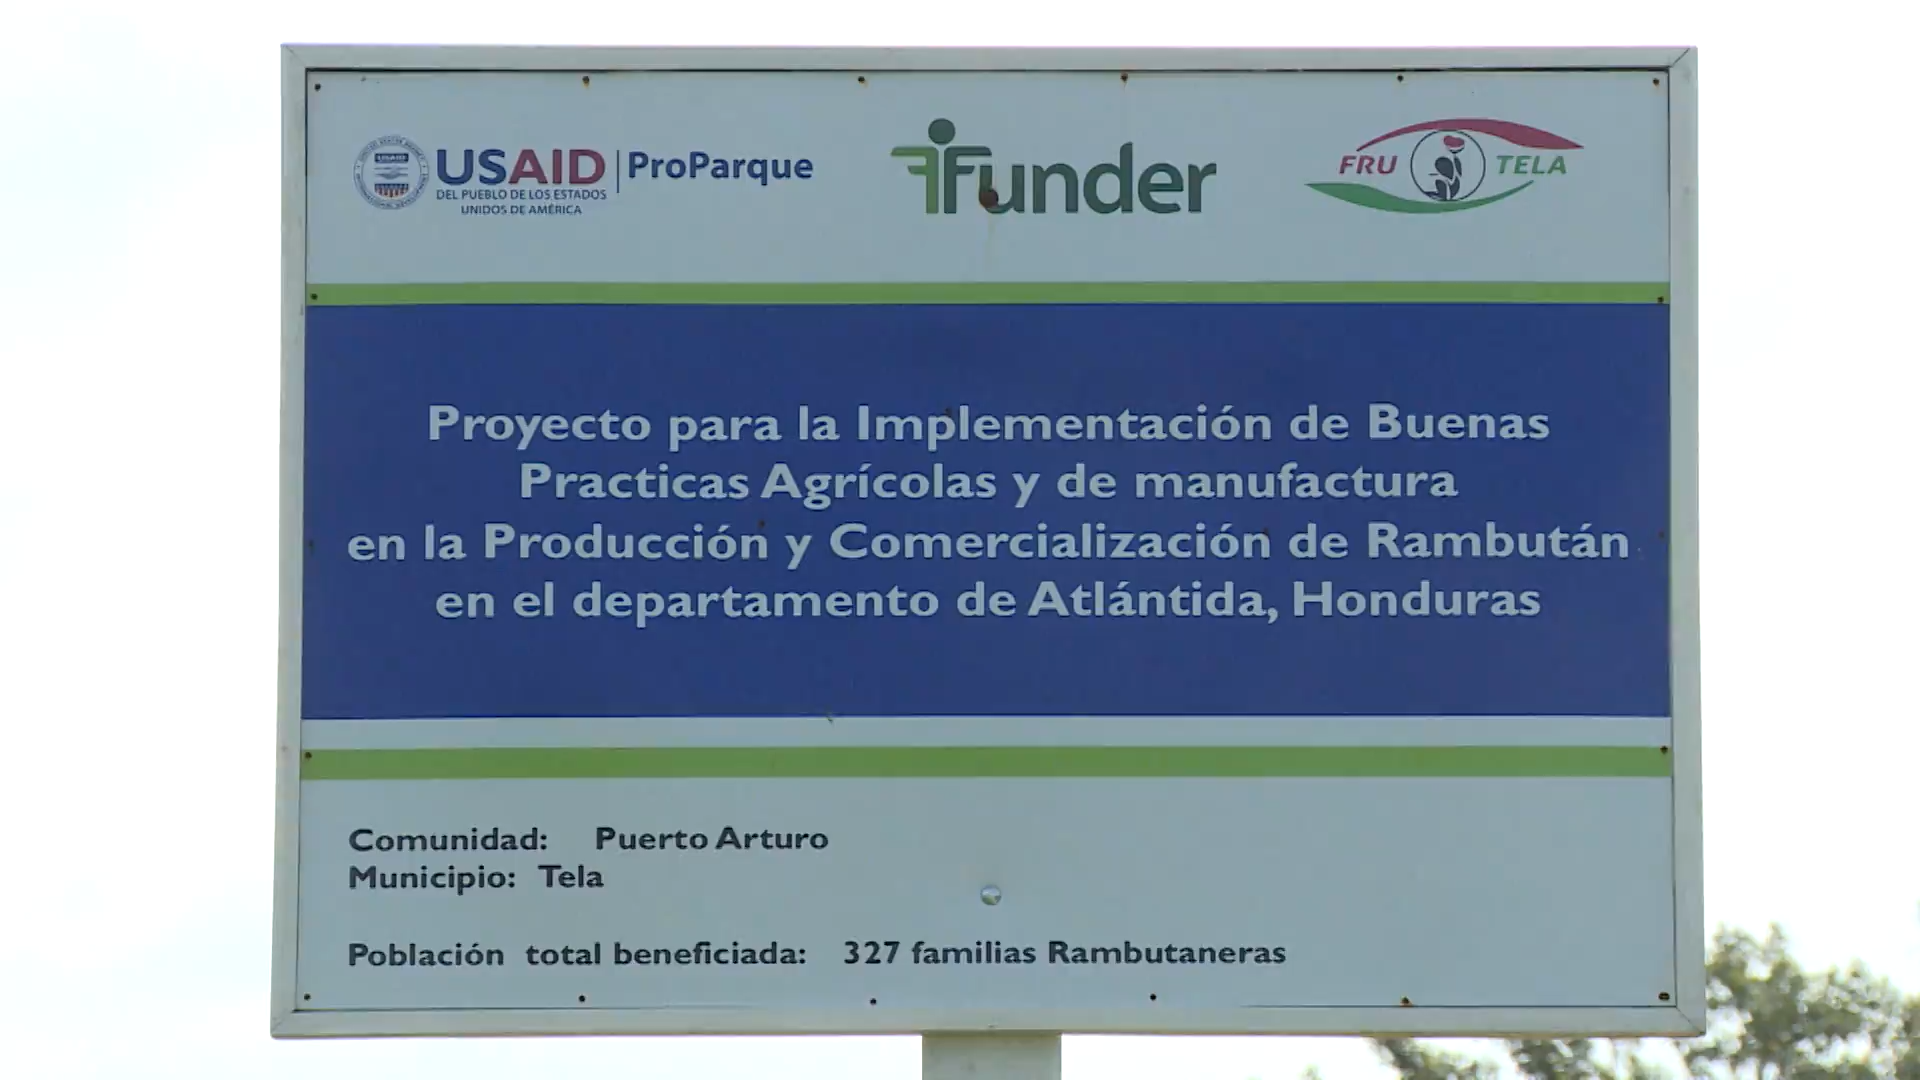 USAID ProParque
DEL PUEBLO DE LOS ESTADOS
UNIDOS DE AMÉRICA
Funder
FRU TELA
Proyecto para la Implementación de Buenas
Practicas Agrícolas y de manufactura
en la Producción y Comercialización de Rambután
en el departamento de Atlántida, Honduras
Comunidad: Puerto Arturo
Municipio: Tela
Población total beneficiada: 327 familias Rambutaneras